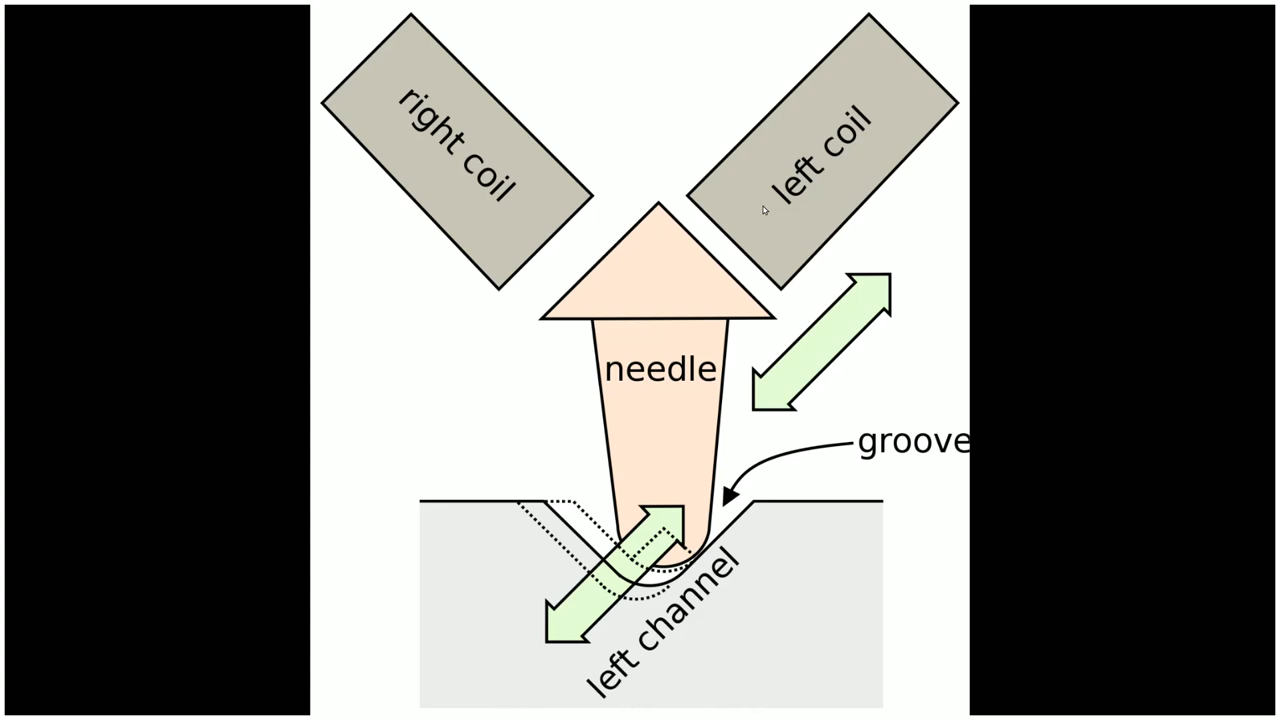 right coil
left coil
needle
groove
left channel